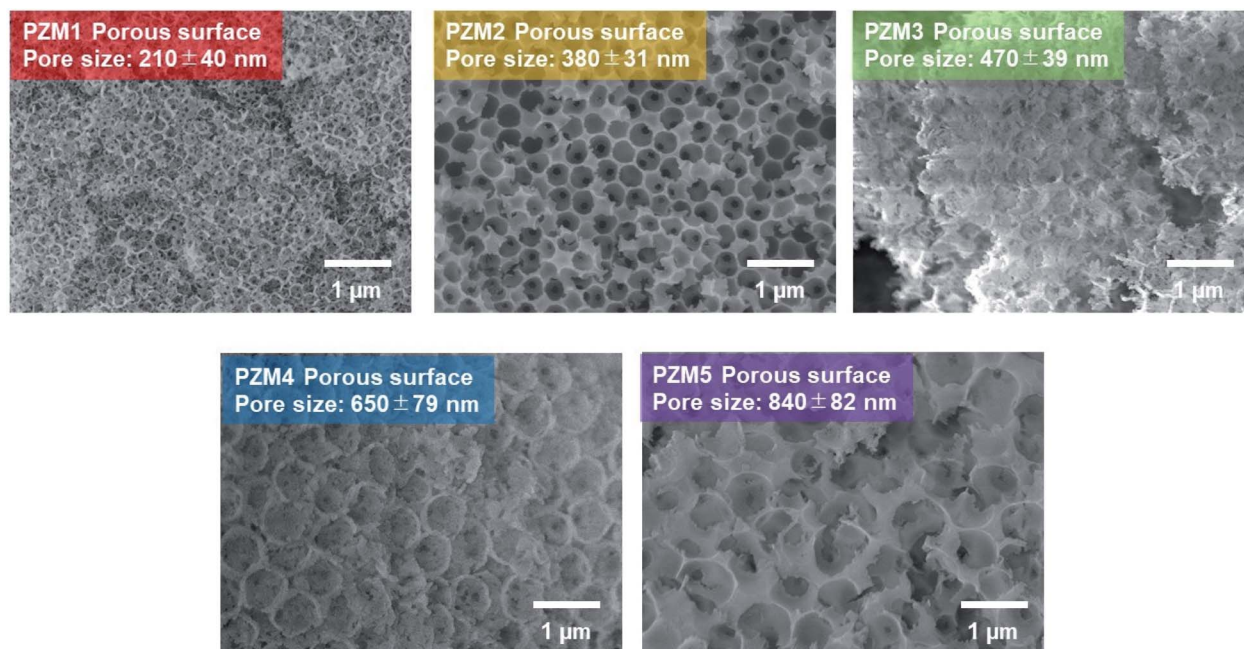 PZM1 Porous surface
Pore size: 210±40 nm
1 μm
PZM2 Porous surface
Pore size: 380±31 nm
1 μm
PZM3 Porous surface
Pore size: 470±39 nm
1 μm
PZM4 Porous surface
Pore size: 650±79 nm
1 μm
PZM5 Porous surface
Pore size: 840±82 nm
1 μm